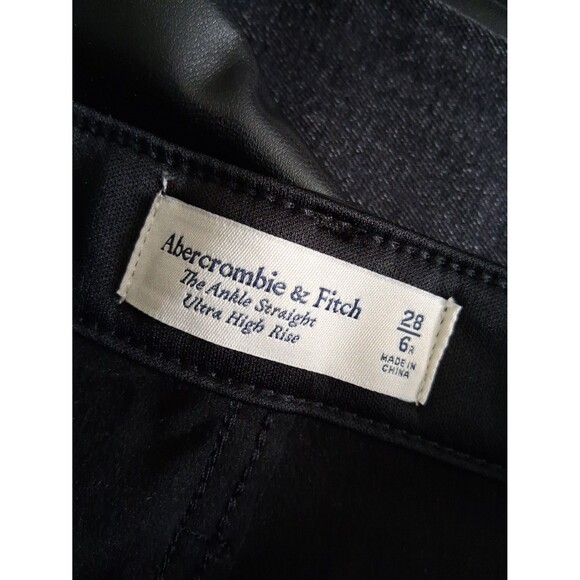 Abercrombie & Fitch
The Ankle Straight
Ultra High Rise
28
6R
MADE IN
CHINA